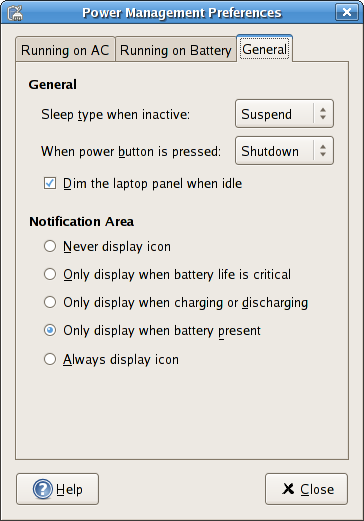 Power Management Preferences
Running on AC Running on Battery General
General
Sleep type when inactive: Suspend
When power button is pressed: Shutdown
Dim the laptop panel when idle
Notification Area
Never display icon
Only display when battery life is critical
Only display when charging or discharging
Only display when battery present
Always display icon
Help Close